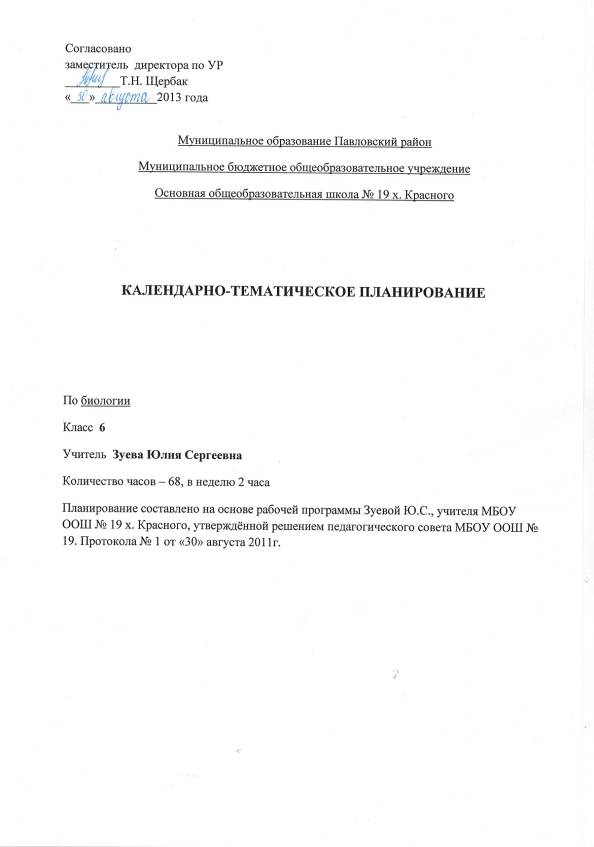 Согласовано
заместитель директора по УР
_________Т.Н. Щербак
«30» августа 2013 года
Муниципальное образование Павловский район
Муниципальное бюджетное общеобразовательное учреждение
Основная общеобразовательная школа № 19 х. Красного
КАЛЕНДАРНО-ТЕМАТИЧЕСКОЕ ПЛАНИРОВАНИЕ
По биологии
Класс 6
Учитель Зуева Юлия Сергеевна
Количество часов – 68, в неделю 2 часа
Планирование составлено на основе рабочей программы Зуевой Ю.С., учителя МБОУ
ООШ № 19 х. Красного, утверждённой решением педагогического совета МБОУ ООШ №
19. Протокола № 1 от «30» августа 2011г.